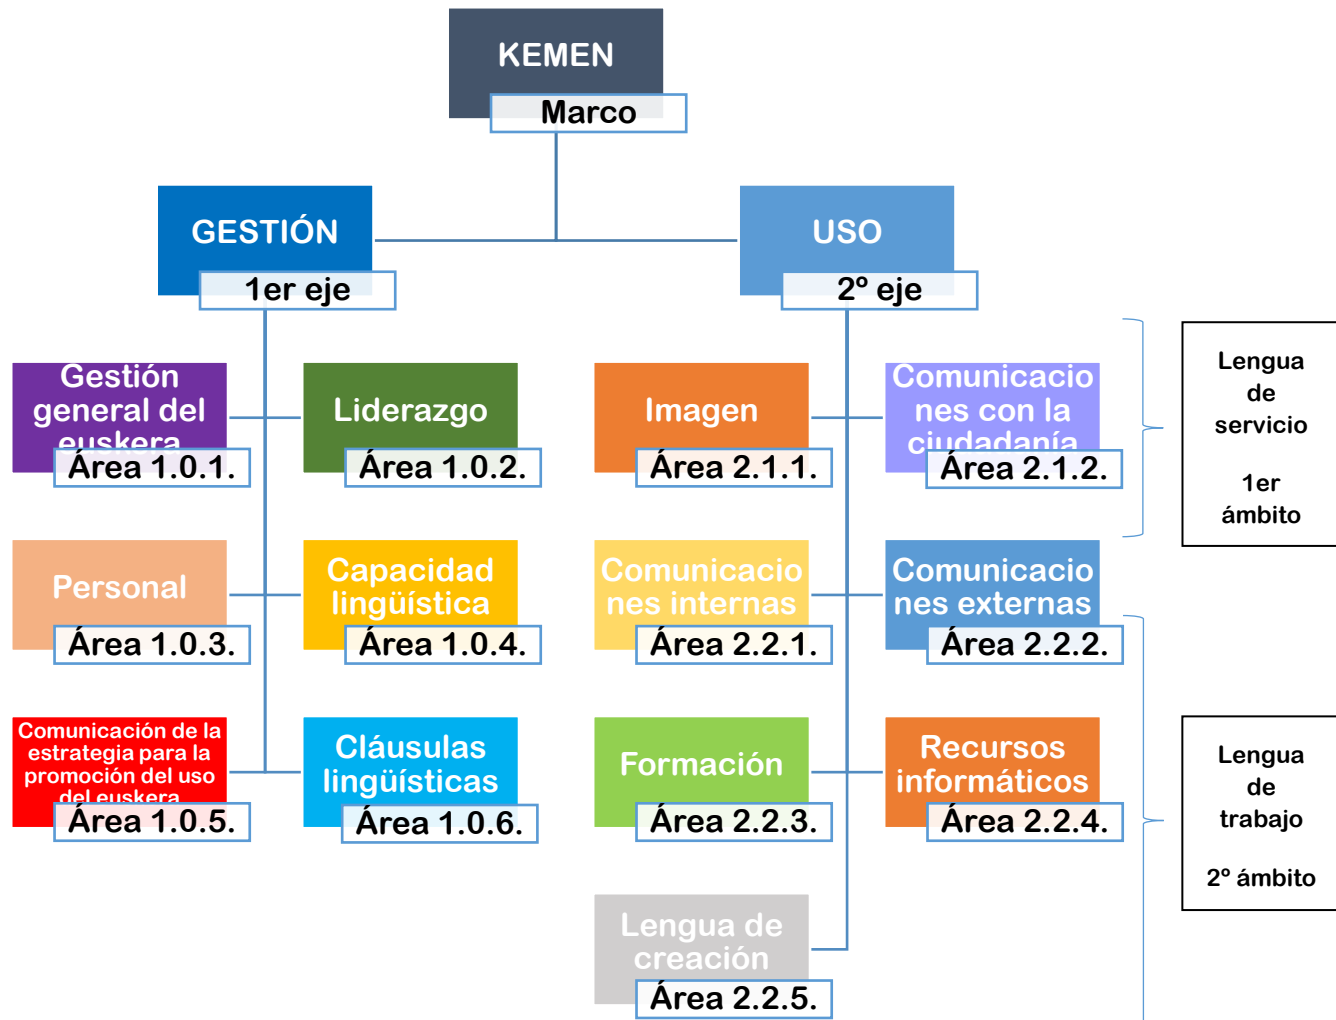 KEMEN
Marco
GESTIÓN
1er eje
USO
2º eje
Gestión
general del
euskera
Área 1.0.1.
Liderazgo
Área 1.0.2.
Imagen
Área 2.1.1.
Comunicacio
nes con la
ciudadanía
Área 2.1.2.
Lengua
de
servicio
1er
ámbito
Personal
Área 1.0.3.
Capacidad
lingüística
Área 1.0.4.
Comunicacio
nes internas
Área 2.2.1.
Comunicacio
nes externas
Área 2.2.2.
Comunicación de la
estrategia para la
promoción del uso
del euskera
Área 1.0.5.
Cláusulas
lingüísticas
Área 1.0.6.
Formación
Área 2.2.3.
Recursos
informáticos
Área 2.2.4.
Lengua
de
trabajo
2º ámbito
Lengua de
creación
Área 2.2.5.